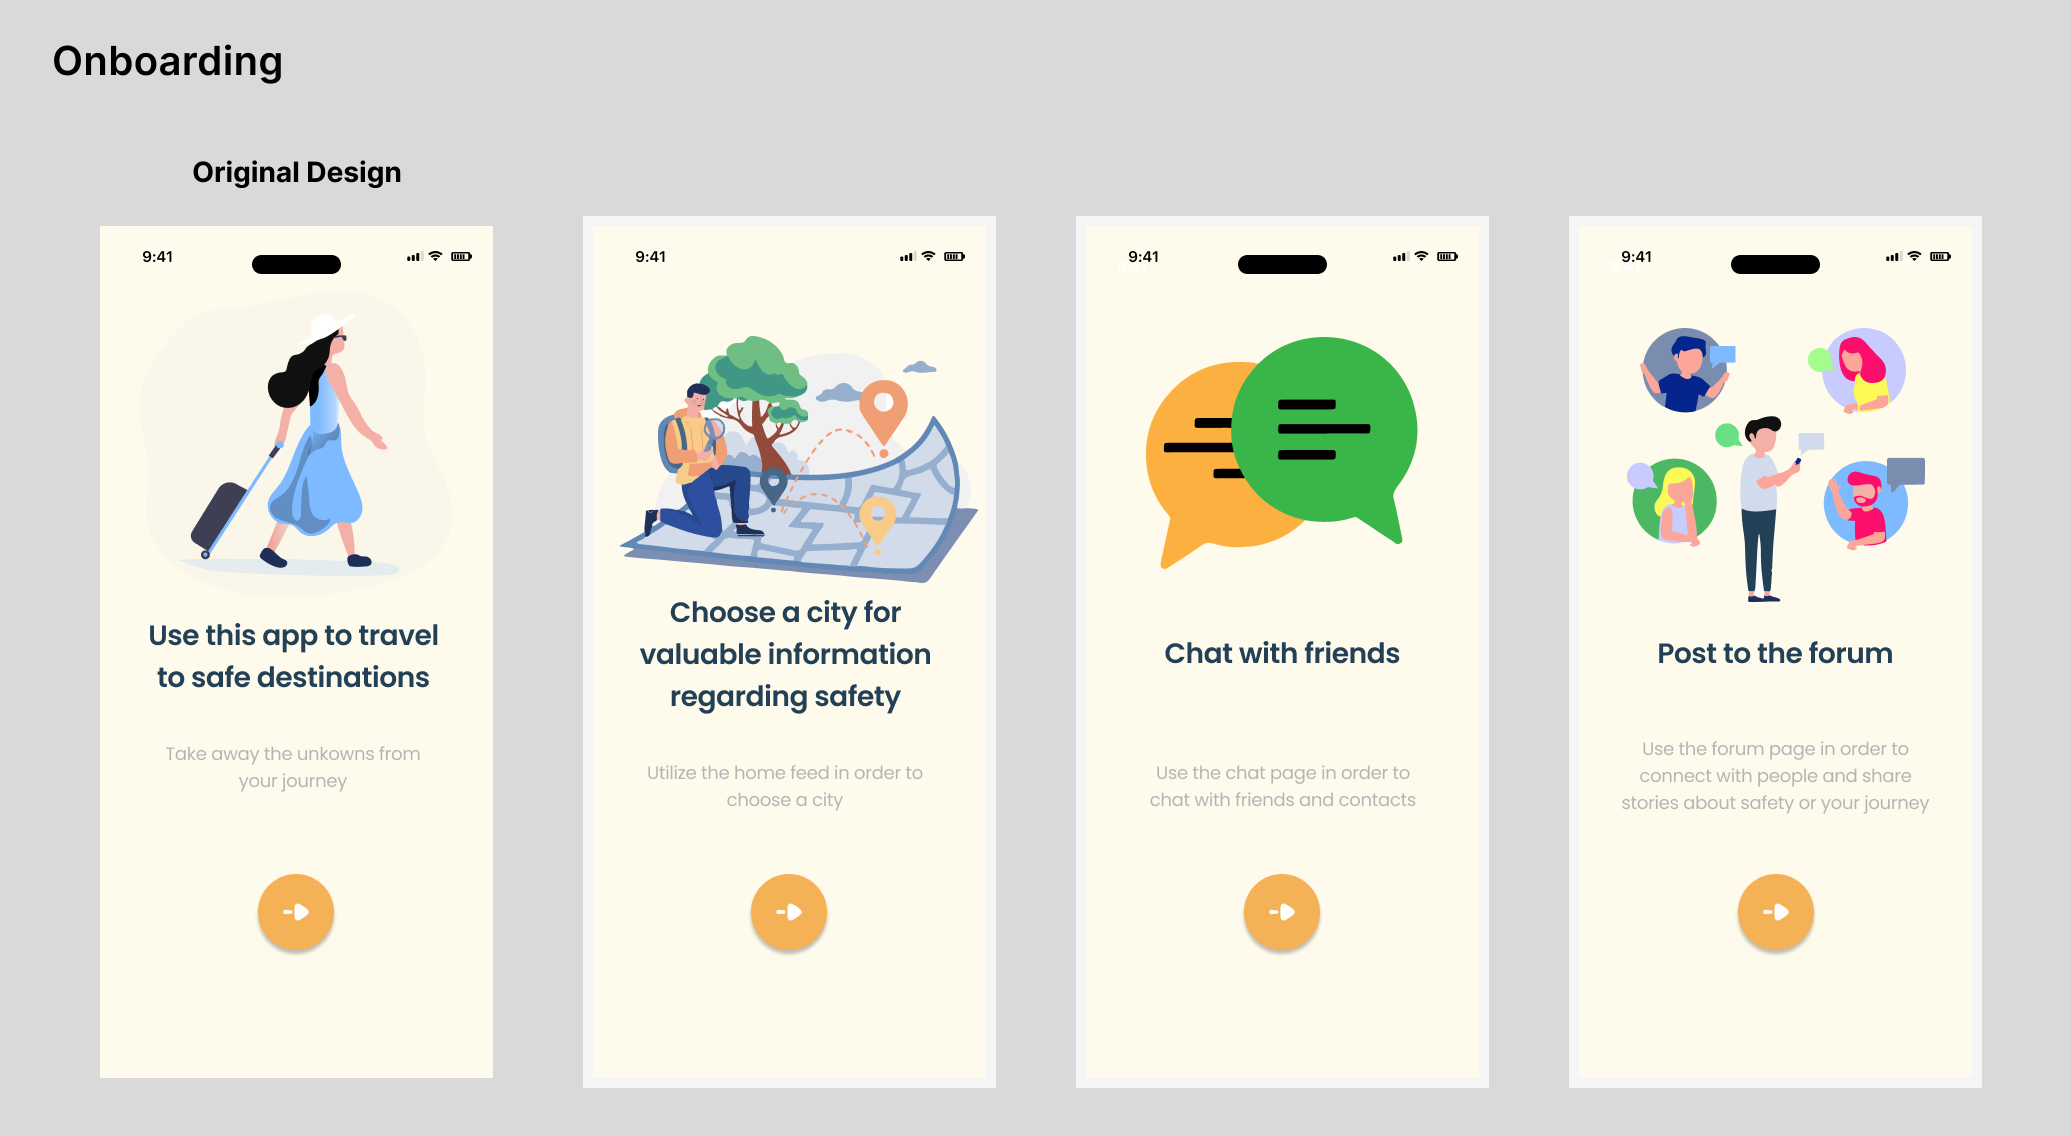 Onboarding
Original Design
9:41
Use this app to travel
to safe destinations
Take away the unkowns from
your journey
9:41
Choose a city for
valuable information
regarding safety
Utilize the home feed in order to
choose a city
9:41
Chat with friends
Use the chat page in order to
chat with friends and contacts
9:41
Post to the forum
Use the forum page in order to
connect with people and share
stories about safety or your journey